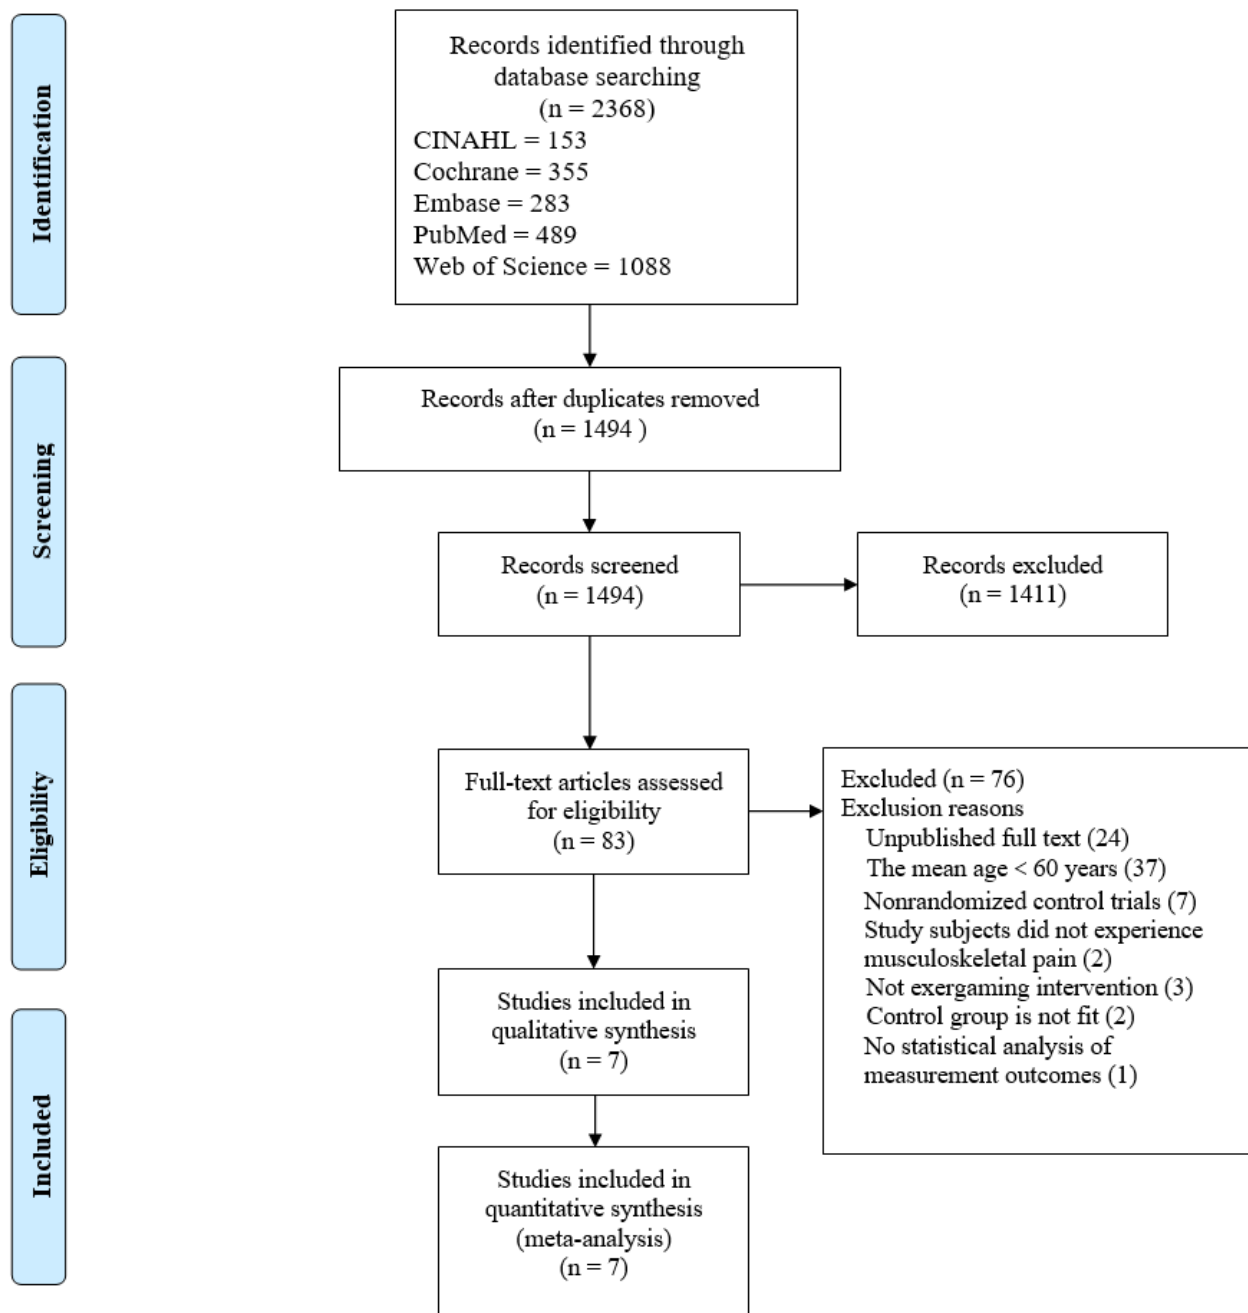 Identification
Records identified through
database searching
(n = 2368)
CINAHL = 153
Cochrane = 355
Embase = 283
PubMed = 489
Web of Science = 1088
Screening
Records after duplicates removed
(n = 1494 )
Records screened
(n = 1494)
Records excluded
(n = 1411)
Eligibility
Full-text articles assessed
for eligibility
(n = 83)
Excluded (n = 76)
Exclusion reasons
Unpublished full text (24)
The mean age < 60 years (37)
Nonrandomized control trials (7)
Study subjects did not experience
musculoskeletal pain (2)
Not exergaming intervention (3)
Control group is not fit (2)
No statistical analysis of
measurement outcomes (1)
Included
Studies included in
qualitative synthesis
(n = 7)
Studies included in
quantitative synthesis
(meta-analysis)
(n = 7)